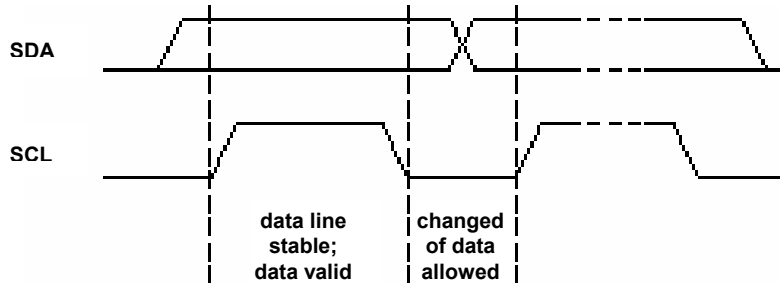 SDA
SCL
data line
stable;
data valid
changed
of data
allowed